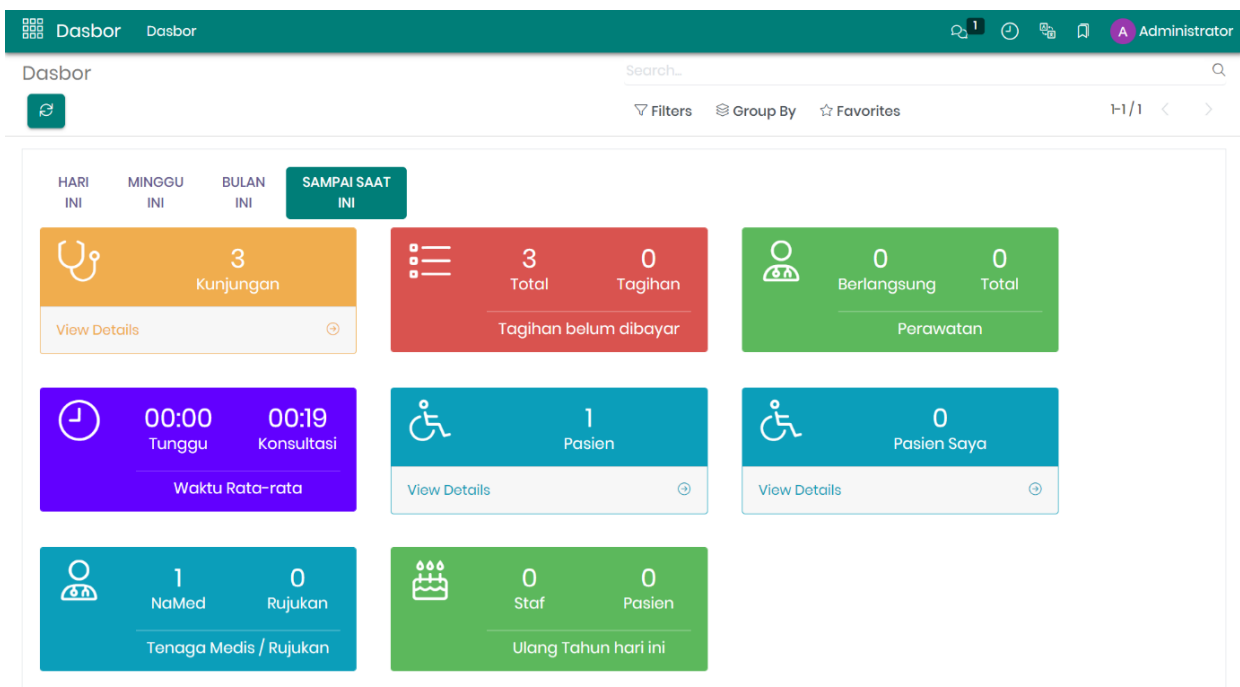 Dasbor Dasbor 1 A Administrator
Dasbor Search...
Filters Group By Favorites 1-1 / 1
HARI INI
MINGGU INI
BULAN INI
SAMPAI SAAT INI
3
Kunjungan
View Details
3 0
Total Tagihan
Tagihan belum dibayar
0 0
Berlangsung Total
Perawatan
00:00 00:19
Tunggu Konsultasi
Waktu Rata-rata
1
Pasien
View Details
0
Pasien Saya
View Details
1 0
NaMed Rujukan
Tenaga Medis / Rujukan
0 0
Staf Pasien
Ulang Tahun hari ini